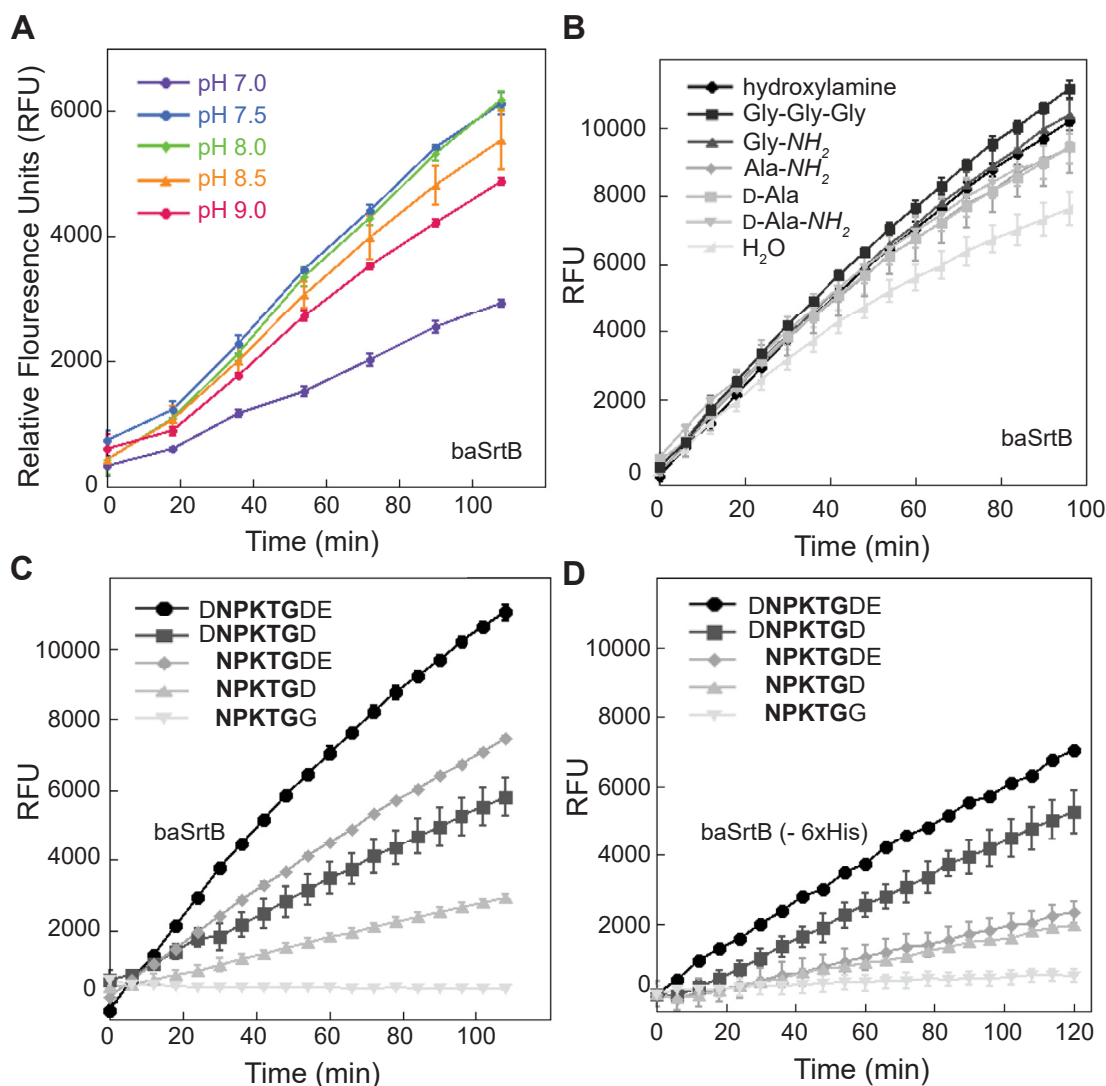 A
Relative Flouresence Units (RFU)
6000
4000
2000
0
pH 7.0
pH 7.5
pH 8.0
pH 8.5
pH 9.0
baSrtB
0 20 40 60 80 100
Time (min)
B
RFU
10000
8000
6000
4000
2000
0
hydroxylamine
Gly-Gly-Gly
Gly-NH2
Ala-NH2
D-Ala
D-Ala-NH2
H2O
baSrtB
0 20 40 60 80 100
Time (min)
C
RFU
10000
8000
6000
4000
2000
0
DNPKTGDE
DNPKTGD
NPKTGDE
NPKTGD
NPKTGG
baSrtB
0 20 40 60 80 100
Time (min)
D
RFU
10000
8000
6000
4000
2000
0
DNPKTGDE
DNPKTGD
NPKTGDE
NPKTGD
NPKTGG
baSrtB (- 6xHis)
0 20 40 60 80 100 120
Time (min)